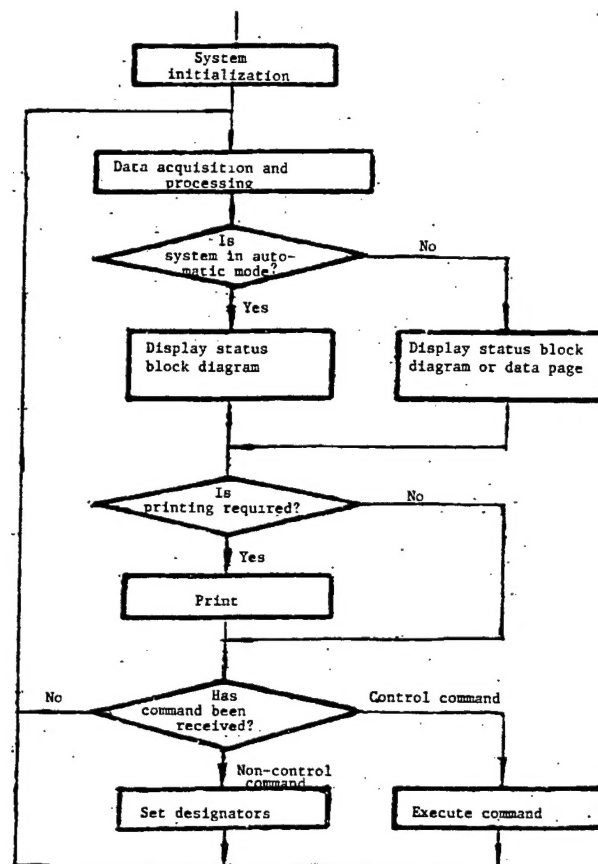 System
initialization
Data acquisition and
processing
Is
system in auto-
matic mode?
No
Yes
Display status
block diagram
Display status block
diagram or data page
Is
printing required?
No
Yes
Print
Has
command been
received?
No
Control command
Non-control
command
Set designators
Execute command